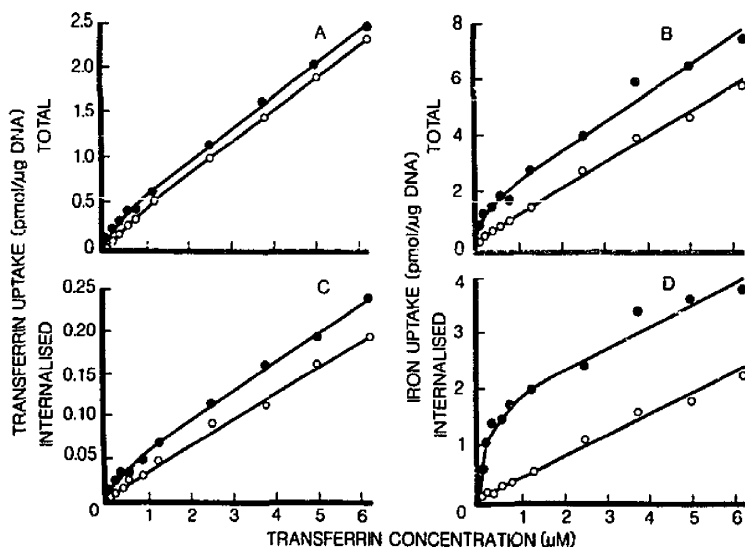 A
2.5
2.0
1.5
1.0
0.5
0
TRANSFERRIN UPTAKE (pmol/µg DNA)
TOTAL
B
8
6
4
2
0
IRON UPTAKE (pmol/µg DNA)
TOTAL
C
0.25
0.20
0.15
0.10
0.05
0
INTERNALISED
1 2 3 4 5 6
D
4
3
2
1
0
INTERNALISED
1 2 3 4 5 6
TRANSFERRIN CONCENTRATION (µM)